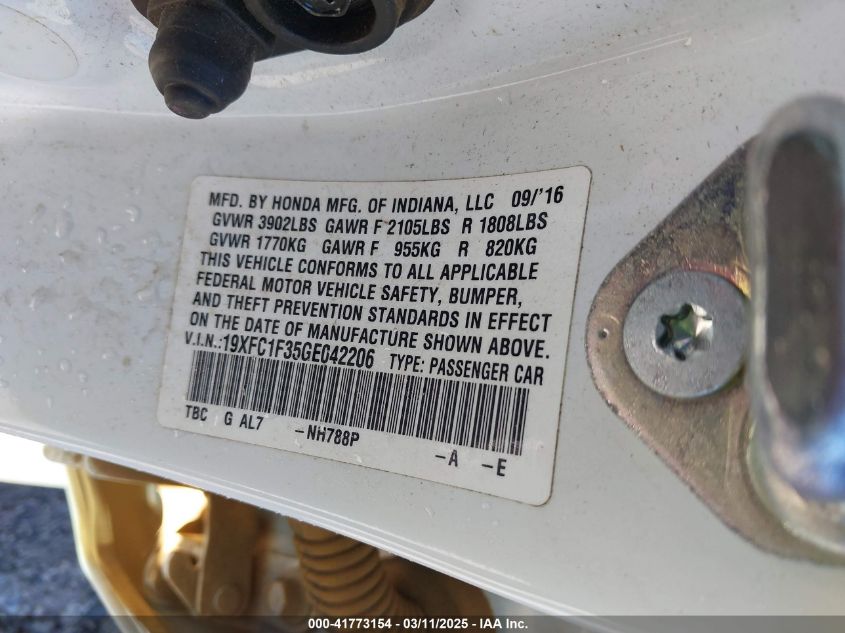 MFD. BY HONDA MFG. OF INDIANA, LLC 09/'16
GVWR 3902LBS GAWR F 2105LBS R 1808LBS
GVWR 1770KG GAWR F 955KG R 820KG
THIS VEHICLE CONFORMS TO ALL APPLICABLE
FEDERAL MOTOR VEHICLE SAFETY, BUMPER,
AND THEFT PREVENTION STANDARDS IN EFFECT
ON THE DATE OF MANUFACTURE SHOWN ABOVE.
V.I.N.:19XFC1F35GE042206 TYPE: PASSENGER CAR
TBC G AL7 -NH788P -A -E
000-41773154 - 03/11/2025 - IAA Inc.